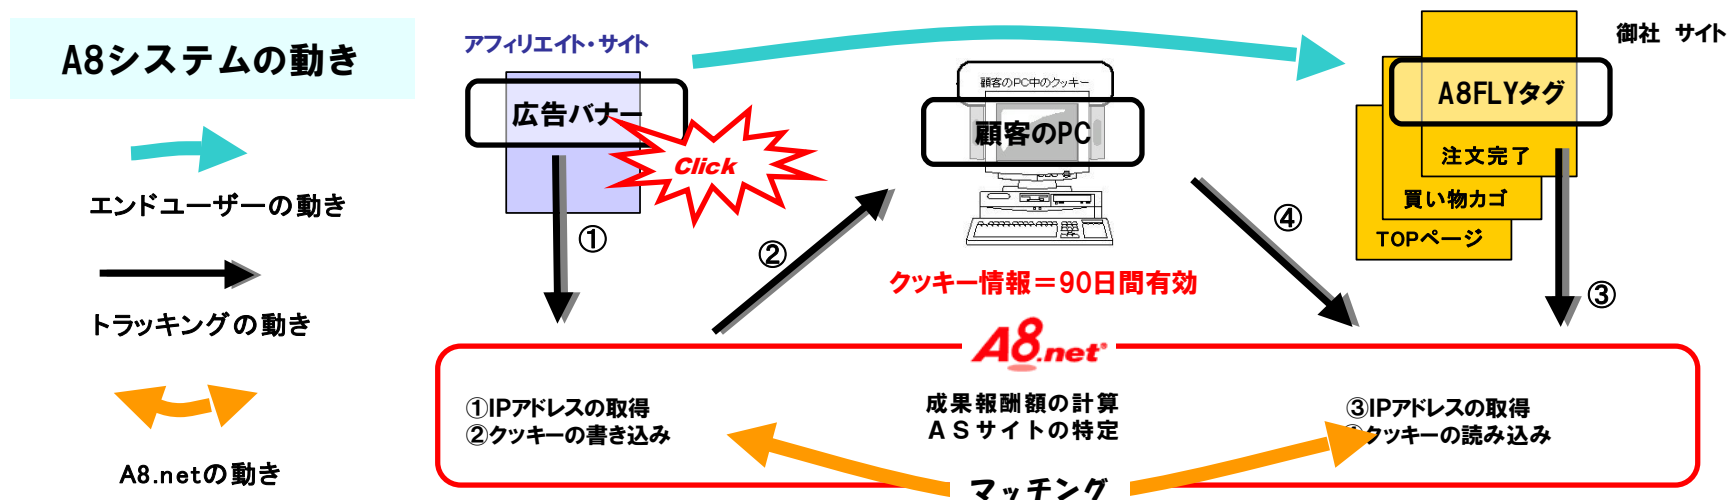 A8システムの動き
エンドユーザーの動き
トラッキングの動き
A8.netの動き
アフィリエイト・サイト
広告バナー
Click
①
②
顧客のPC中のクッキー
顧客のPC
クッキー情報＝90日間有効
④
御社 サイト
A8FLYタグ
注文完了
買い物カゴ
TOPページ
③
A8.net
①IPアドレスの取得
②クッキーの書き込み
成果報酬額の計算
ＡＳサイトの特定
③IPアドレスの取得
クッキーの読み込み
マッチング